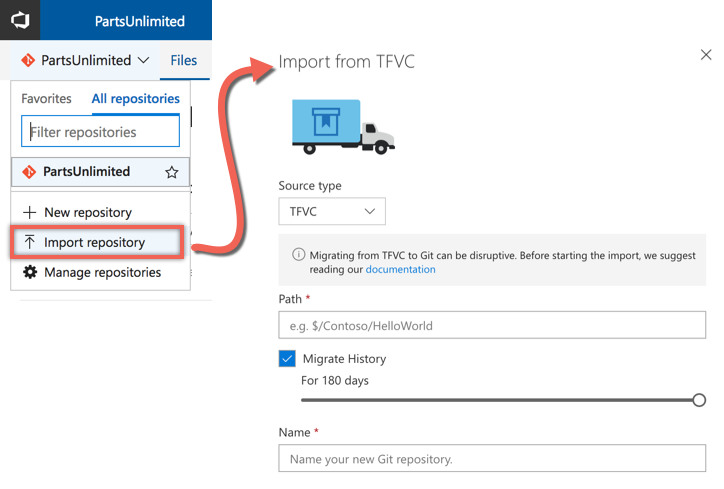 PartsUnlimited
PartsUnlimited
Files
Favorites
All repositories
Filter repositories
PartsUnlimited
New repository
Import repository
Manage repositories
Import from TFVC
Source type
TFVC
Migrating from TFVC to Git can be disruptive. Before starting the import, we suggest
reading our documentation
Path *
e.g. $/Contoso/HelloWorld
Migrate History
For 180 days
Name *
Name your new Git repository.